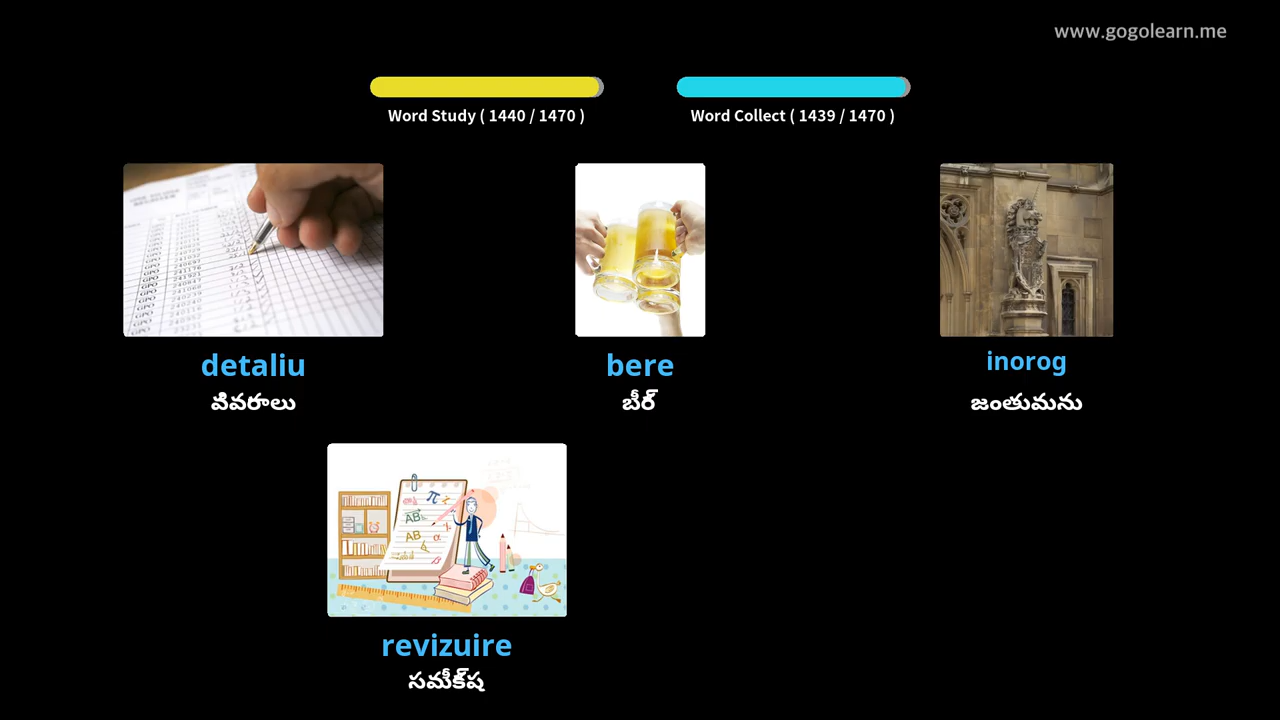 www.gogolearn.me
Word Study ( 1440 / 1470 )
Word Collect ( 1439 / 1470 )
detaliu
వివరాలు
bere
బీర్
inorog
జంతుమను
revizuire
సమీక్ష